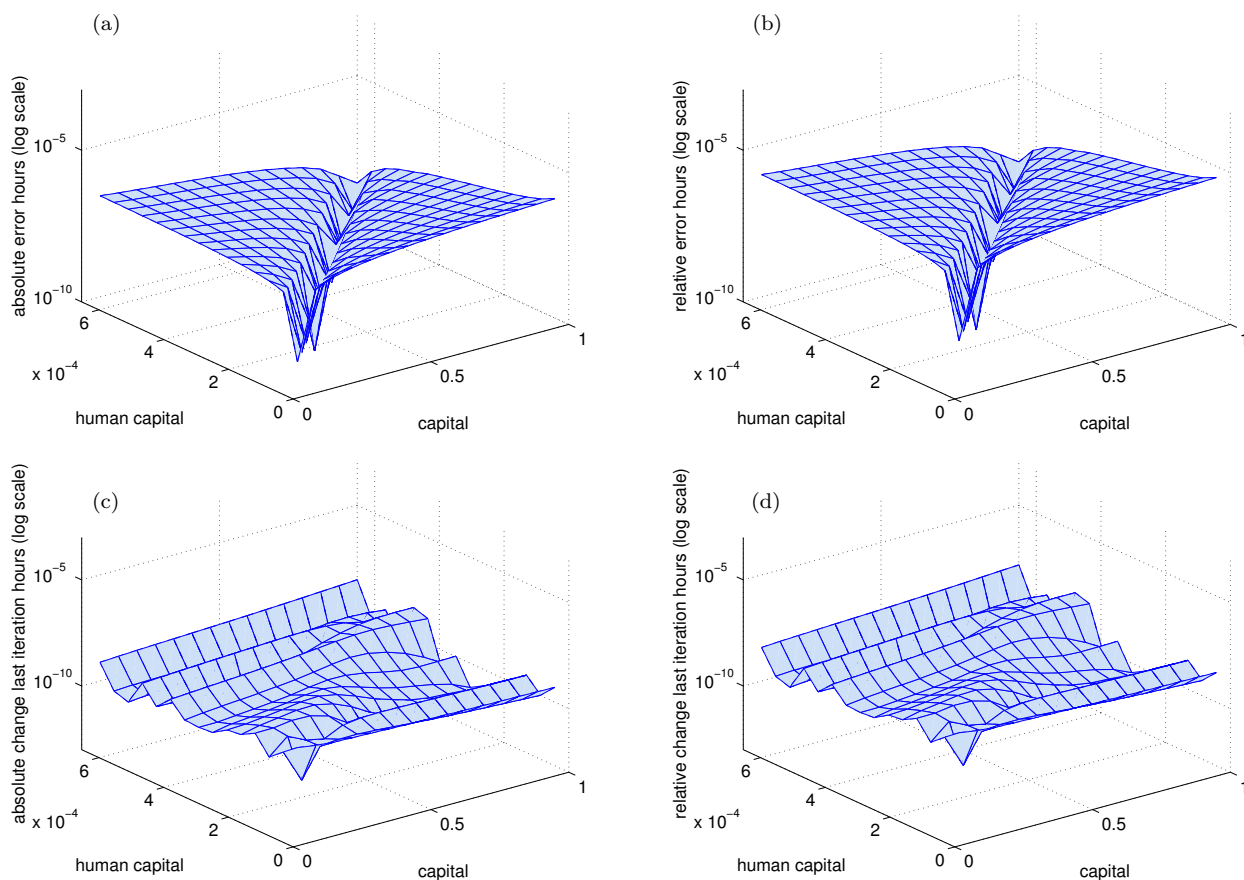 (a)
absolute error hours (log scale)
10⁻⁵
10⁻¹⁰
6
4
2
0
x 10⁻⁴
human capital
0
0.5
1
capital
(b)
relative error hours (log scale)
10⁻⁵
10⁻¹⁰
6
4
2
0
x 10⁻⁴
human capital
0
0.5
1
capital
(c)
absolute change last iteration hours (log scale)
10⁻⁵
10⁻¹⁰
6
4
2
0
x 10⁻⁴
human capital
0
0.5
1
capital
(d)
relative change last iteration hours (log scale)
10⁻⁵
10⁻¹⁰
6
4
2
0
x 10⁻⁴
human capital
0
0.5
1
capital